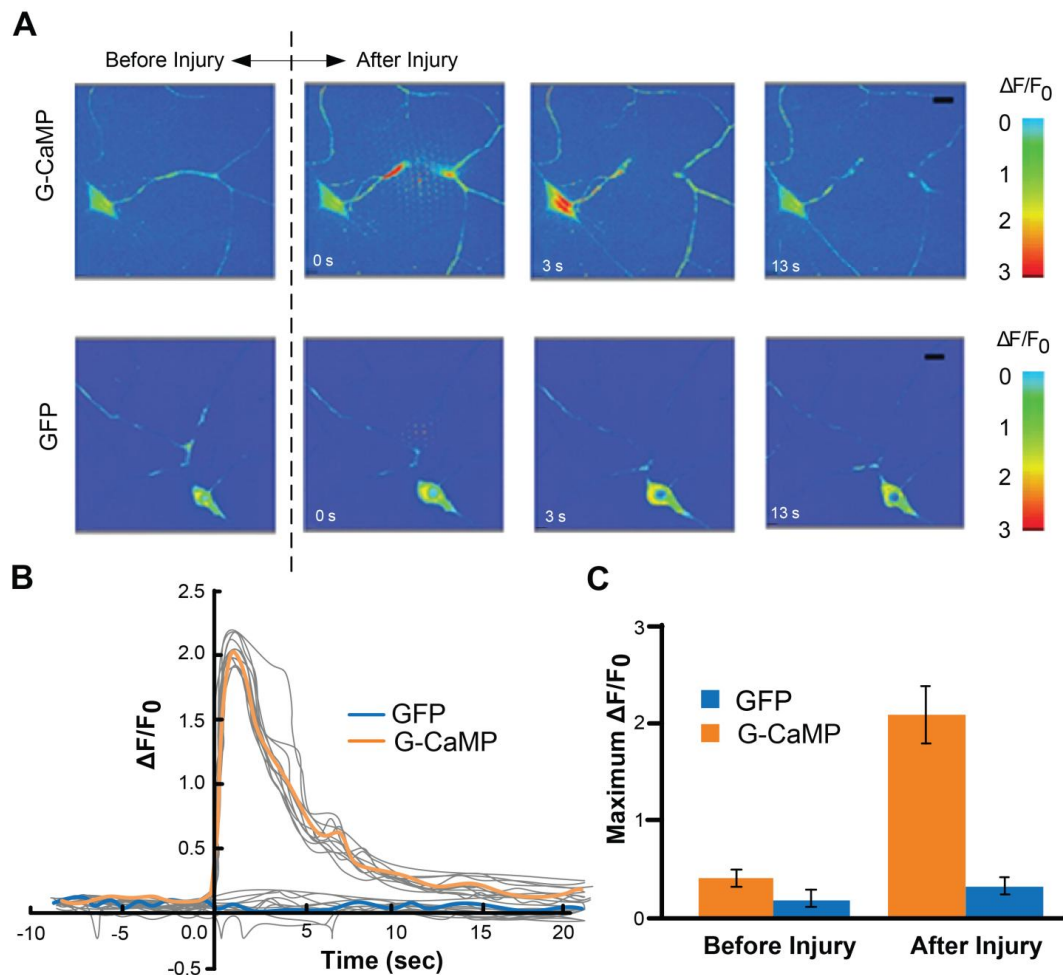 A
Before Injury
After Injury
G-CaMP
0 s
3 s
13 s
ΔF/F0
0
1
2
3
GFP
0 s
3 s
13 s
ΔF/F0
0
1
2
3
B
2.5
2.0
1.5
1.0
0.5
0.0
-0.5
ΔF/F0
GFP
G-CaMP
-10
-5
5
10
15
20
Time (sec)
C
3
2
1
0
Maximum ΔF/F0
GFP
G-CaMP
Before Injury
After Injury